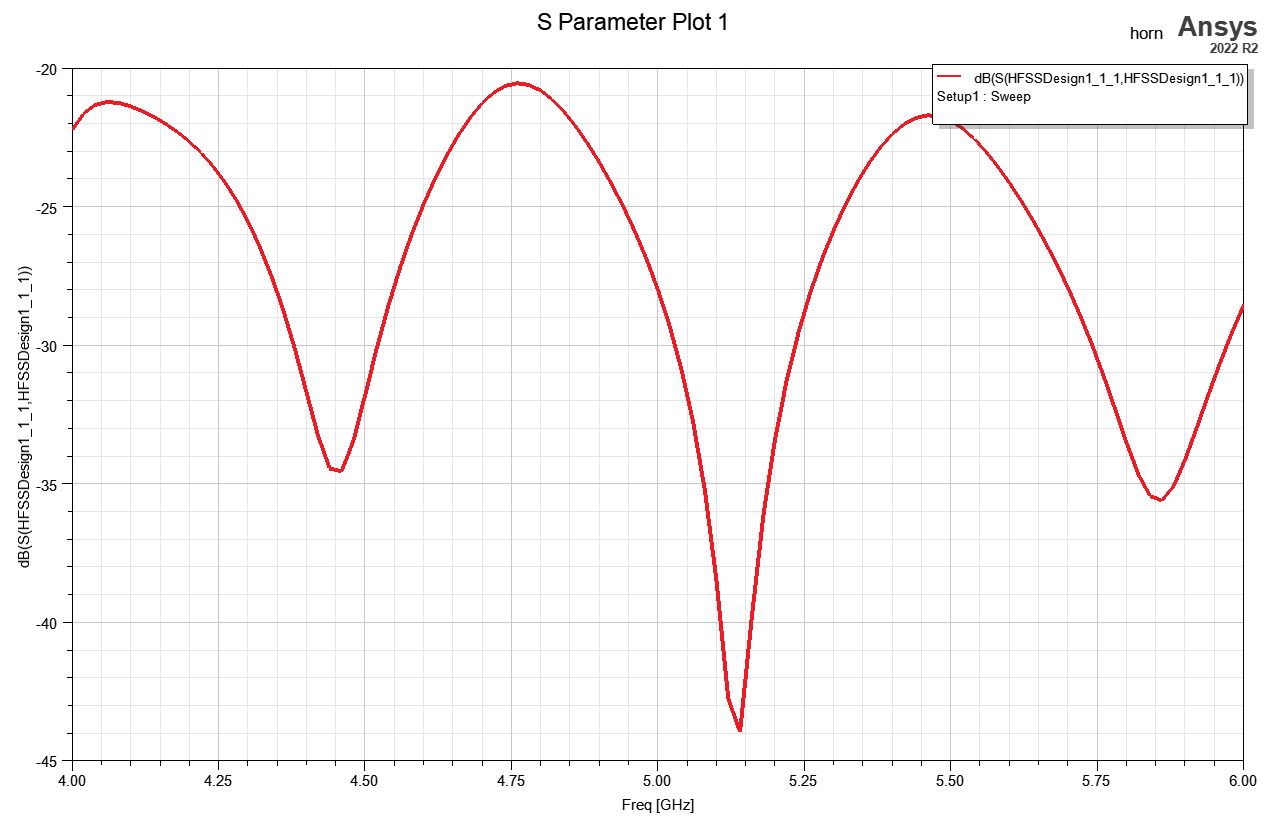 S Parameter Plot 1
horn
Ansys
2022 R2
dB(S(HFSSDesign1_1_1,HFSSDesign1_1_1))
Setup1 : Sweep
dB(S(HFSSDesign1_1_1,HFSSDesign1_1_1))
-20
-25
-30
-35
-40
-45
4.00 4.25 4.50 4.75 5.00 5.25 5.50 5.75 6.00
Freq [GHz]